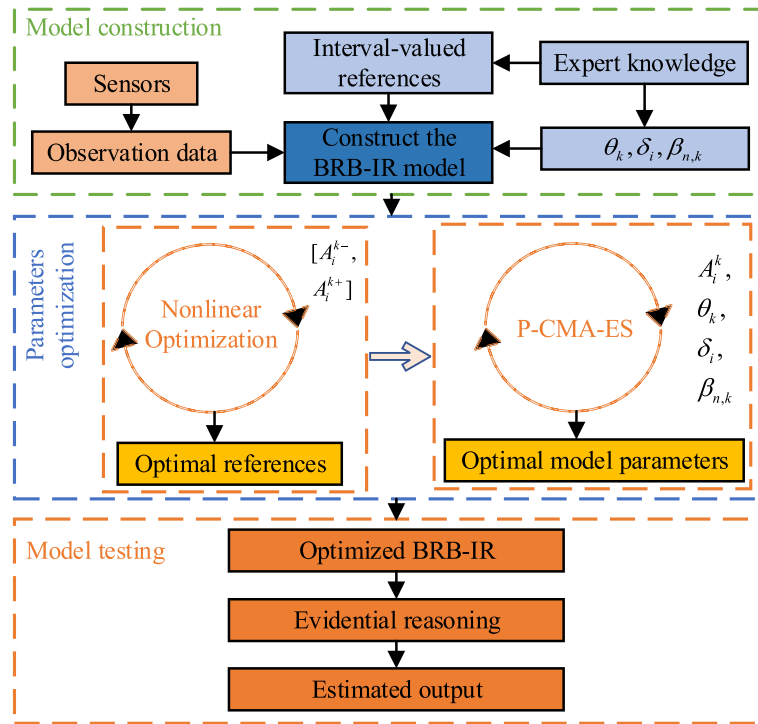 Model construction
Interval-valued
references
Expert knowledge
Sensors
Observation data
Construct the
BRB-IR model
θ_k, δ_i, β_{n,k}
Parameters
optimization
[A_i^{k-},
A_i^{k+}]
Nonlinear
Optimization
P-CMA-ES
A_i^k,
θ_k,
δ_i,
β_{n,k}
Optimal references
Optimal model parameters
Model testing
Optimized BRB-IR
Evidential reasoning
Estimated output